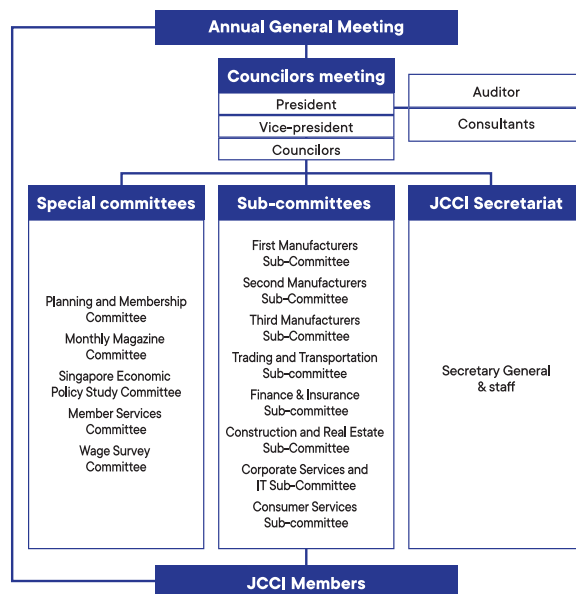 Annual General Meeting
Councilors meeting
President
Vice-president
Councilors
Auditor
Consultants
Special committees
Planning and Membership
Committee
Monthly Magazine
Committee
Singapore Economic
Policy Study Committee
Member Services
Committee
Wage Survey
Committee
Sub-committees
First Manufacturers
Sub-Committee
Second Manufacturers
Sub-Committee
Third Manufacturers
Sub-Committee
Trading and Transportation
Sub-committee
Finance & Insurance
Sub-committee
Construction and Real Estate
Sub-Committee
Corporate Services and
IT Sub-Committee
Consumer Services
Sub-committee
JCCI Secretariat
Secretary General
& staff
JCCI Members